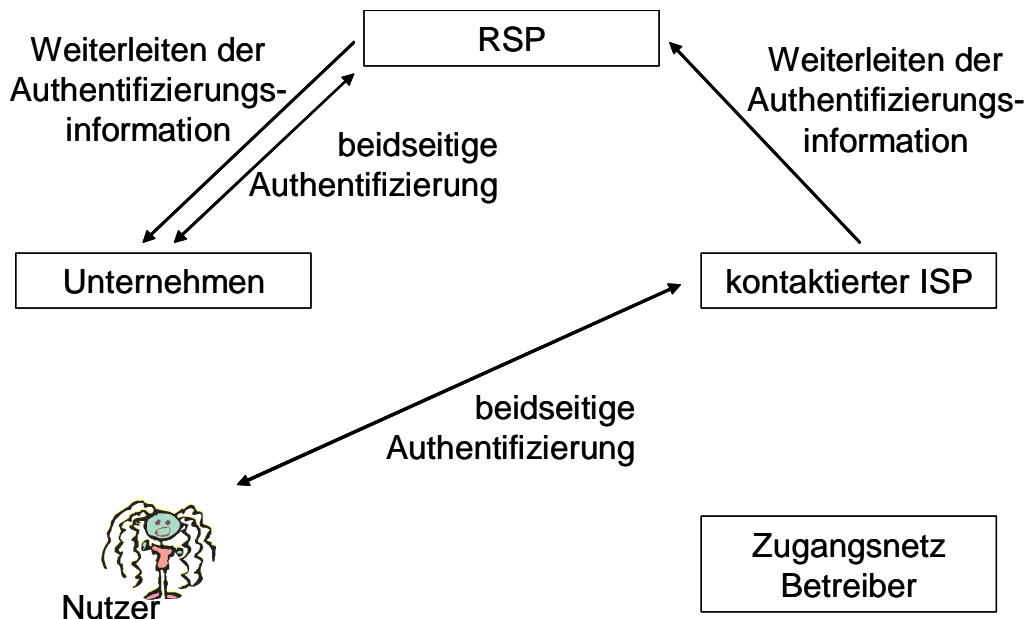 RSP
Weiterleiten der
Authentifizierungs-
information
Weiterleiten der
Authentifizierungs-
information
beidseitige
Authentifizierung
Unternehmen
kontaktierter ISP
beidseitige
Authentifizierung
Zugangsnetz
Betreiber
Nutzer